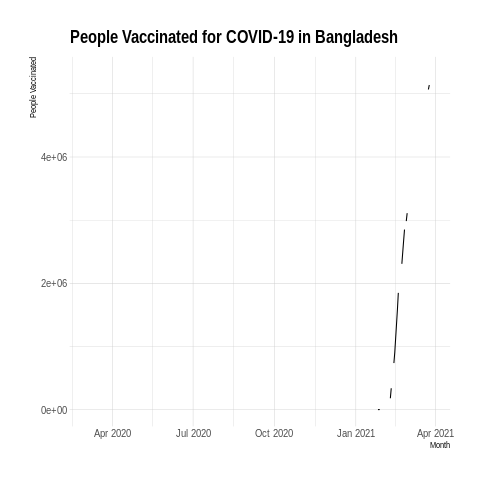 People Vaccinated for COVID-19 in Bangladesh
People Vaccinated
4e+06
2e+06
0e+00
Apr 2020
Jul 2020
Oct 2020
Jan 2021
Apr 2021
Month